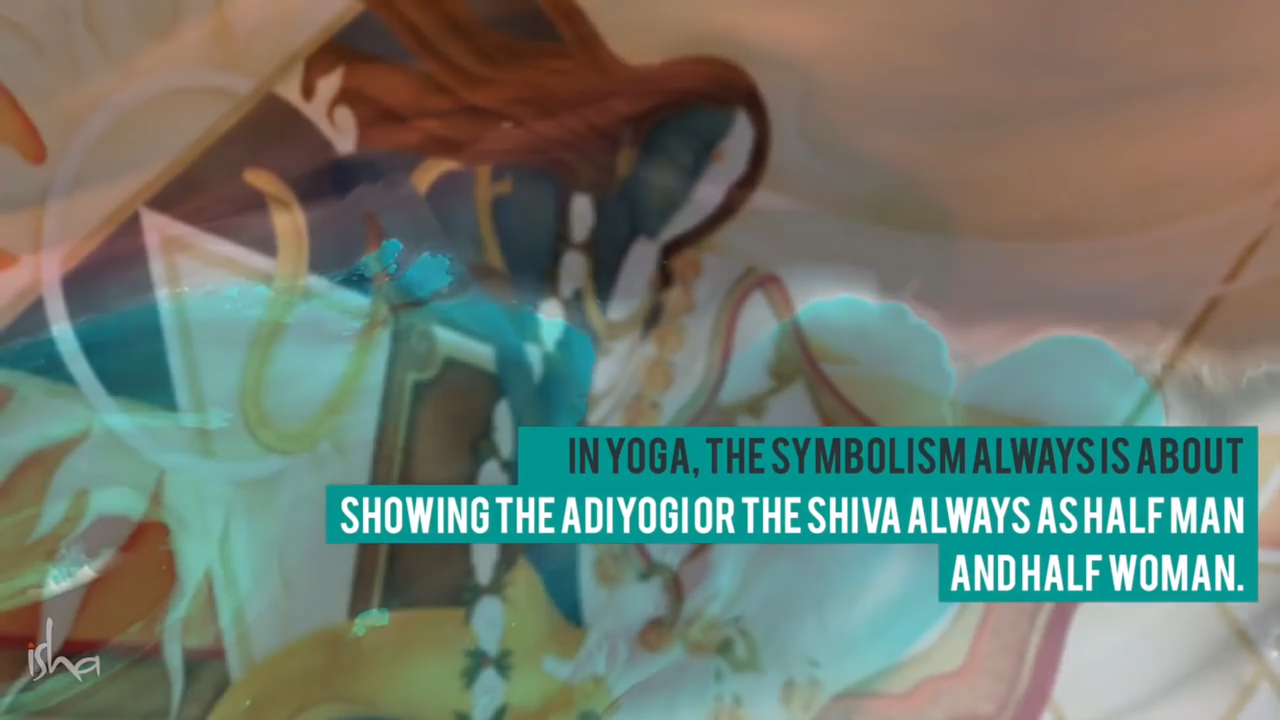 IN YOGA, THE SYMBOLISM ALWAYS IS ABOUT
SHOWING THE ADIYOGI OR THE SHIVA ALWAYS AS HALF MAN
AND HALF WOMAN.
isha